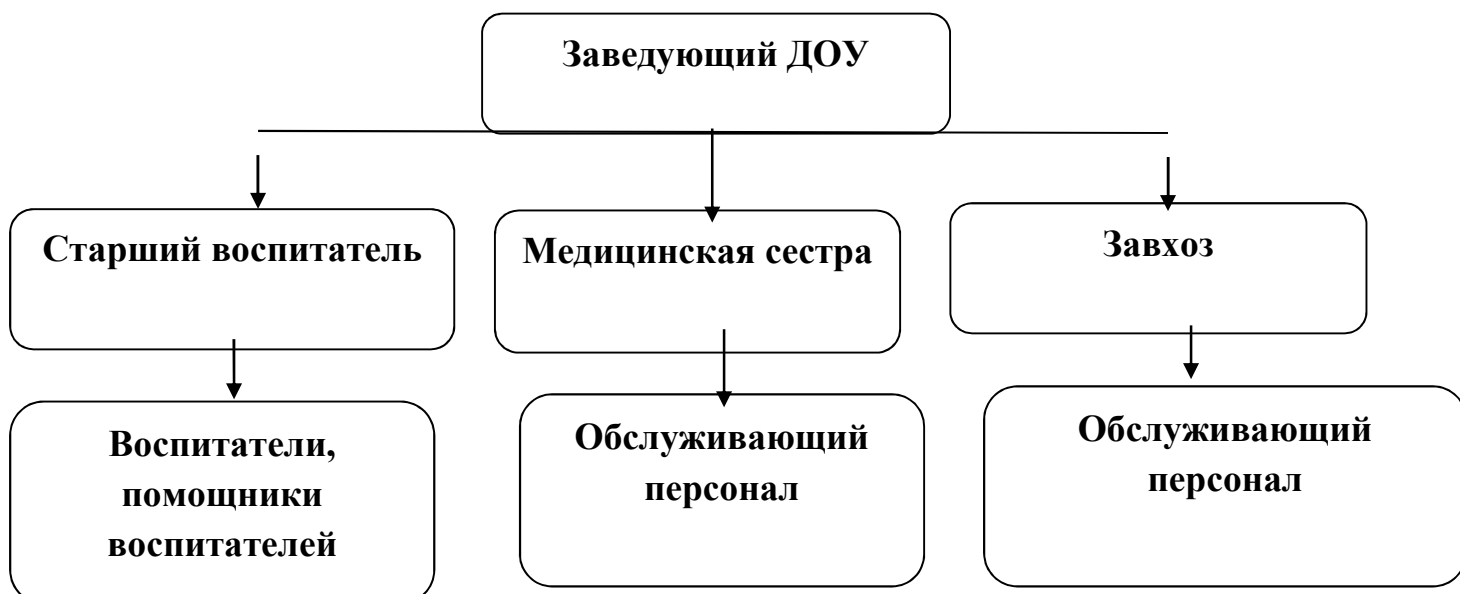 Заведующий ДОУ
Старший воспитатель
Медицинская сестра
Завхоз
Воспитатели,
помощники
воспитателей
Обслуживающий
персонал
Обслуживающий
персонал